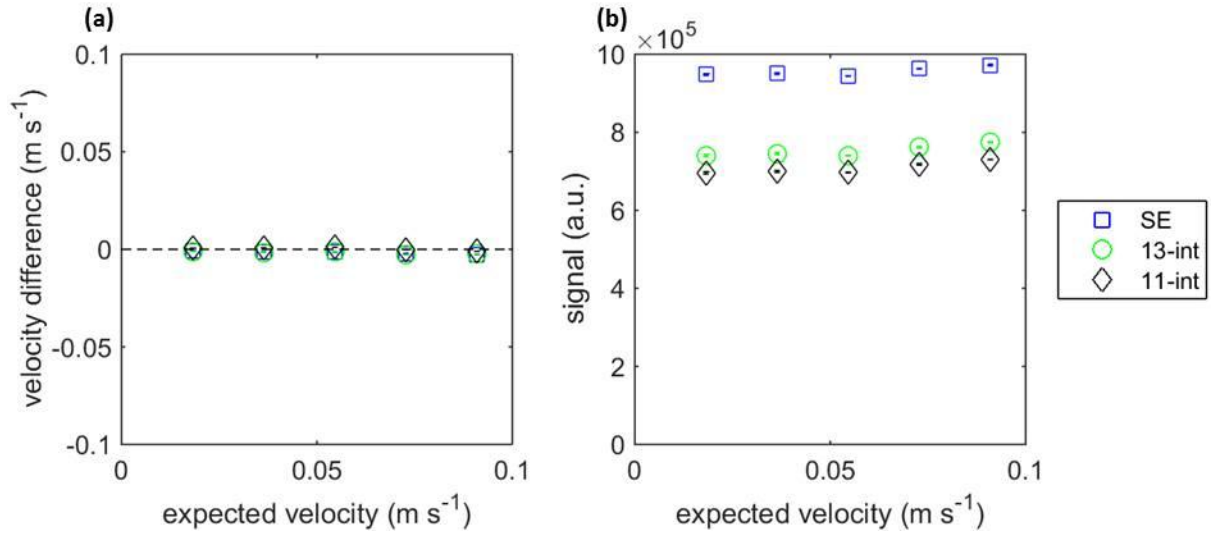 (a)
0.1
0.05
0
-0.05
-0.1
velocity difference (m s⁻¹)
0
0.05
0.1
expected velocity (m s⁻¹)
(b)
×10⁵
10
8
6
4
2
0
signal (a.u.)
0
0.05
0.1
expected velocity (m s⁻¹)
SE
13-int
11-int